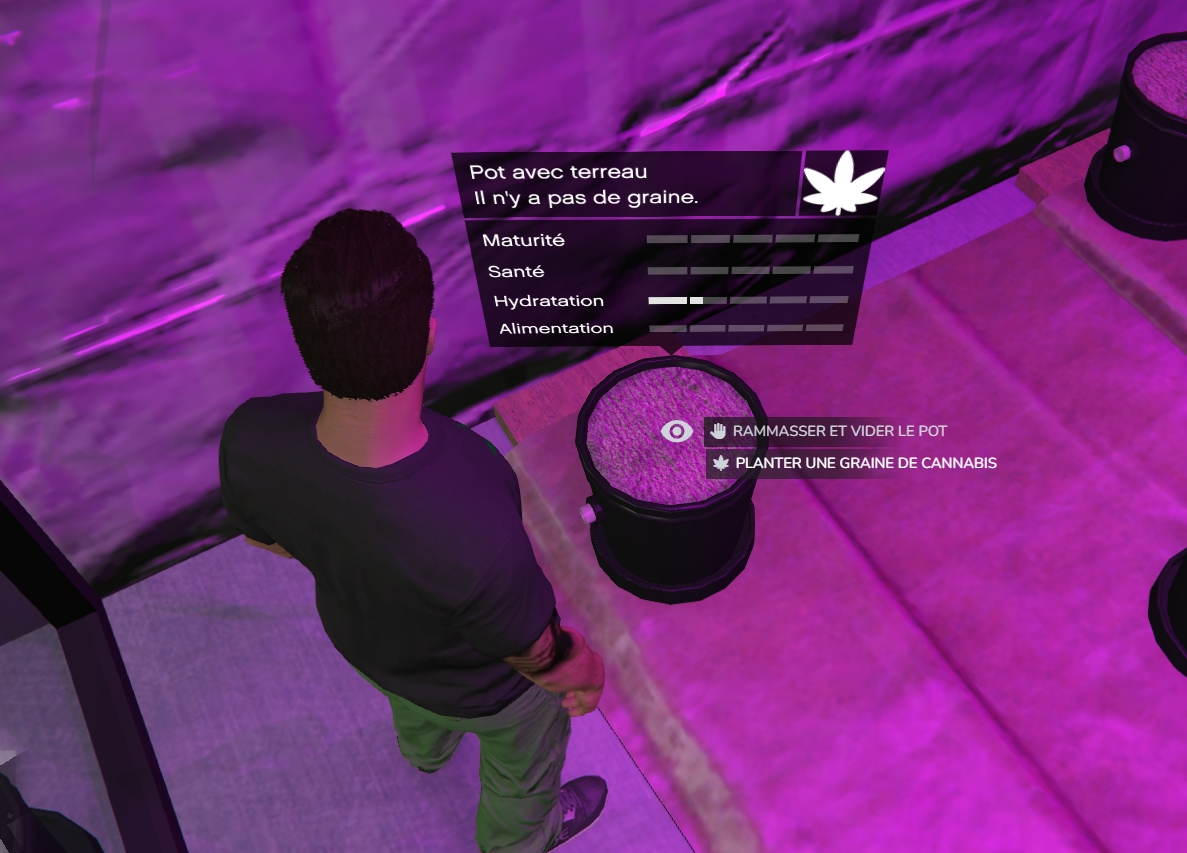 Pot avec terreau
Il n'y a pas de graine.
Maturité
Santé
Hydratation
Alimentation
RAMMASSER ET VIDER LE POT
PLANTER UNE GRAINE DE CANNABIS